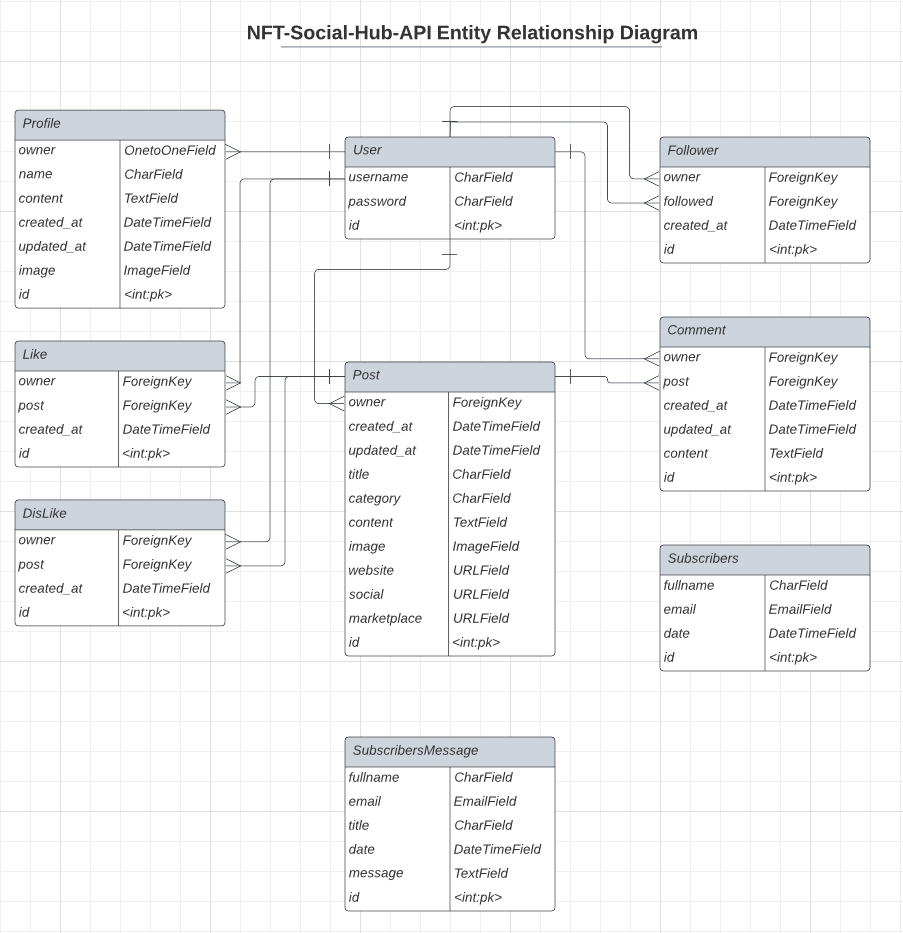 NFT-Social-Hub-API Entity Relationship Diagram
Profile
owner OnetoOneField
name CharField
content TextField
created_at DateTimeField
updated_at DateTimeField
image ImageField
id <int:pk>
User
username CharField
password CharField
id <int:pk>
Follower
owner ForeignKey
followed ForeignKey
created_at DateTimeField
id <int:pk>
Like
owner ForeignKey
post ForeignKey
created_at DateTimeField
id <int:pk>
Post
owner ForeignKey
created_at DateTimeField
updated_at DateTimeField
title CharField
category CharField
content TextField
image ImageField
website URLField
social URLField
marketplace URLField
id <int:pk>
Comment
owner ForeignKey
post ForeignKey
created_at DateTimeField
updated_at DateTimeField
content TextField
id <int:pk>
DisLike
owner ForeignKey
post ForeignKey
created_at DateTimeField
id <int:pk>
Subscribers
fullname CharField
email EmailField
date DateTimeField
id <int:pk>
SubscribersMessage
fullname CharField
email EmailField
title CharField
date DateTimeField
message TextField
id <int:pk>